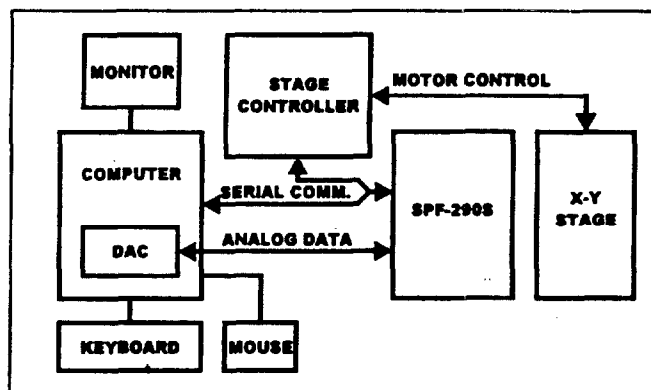 MONITOR
STAGE
CONTROLLER
MOTOR CONTROL
COMPUTER
SERIAL COMM.
SPF-290S
X-Y
STAGE
DAC
ANALOG DATA
KEYBOARD
MOUSE